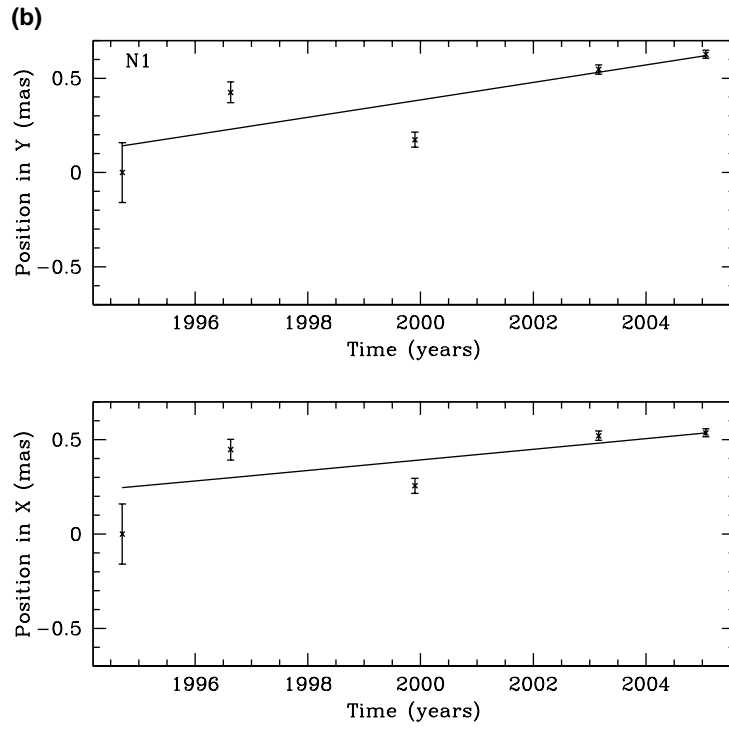 (b)
N1
Position in Y (mas)
0.5
0
−0.5
1996 1998 2000 2002 2004
Time (years)
Position in X (mas)
0.5
0
−0.5
1996 1998 2000 2002 2004
Time (years)